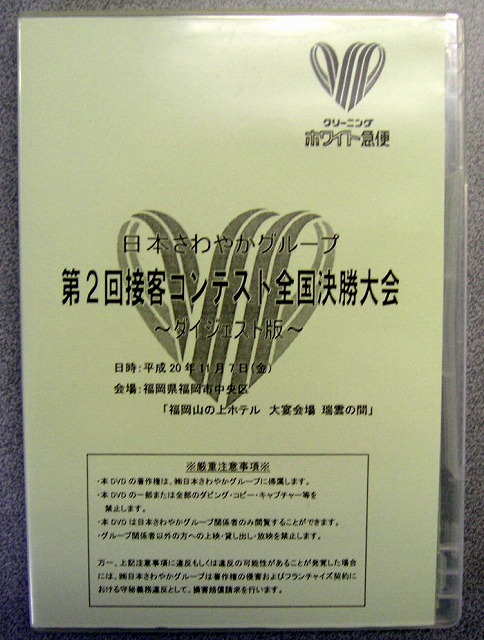 クリーニング
ホワイト急便
日本さわやかグループ
第2回接客コンテスト全国決勝大会
～ダイジェスト版～
日時:平成20年11月7日(金)
会場:福岡県福岡市中央区
「福岡山の上ホテル 大宴会場 瑞雲の間」
※厳重注意事項※
・本DVDの著作権は、㈱日本さわやかグループに帰属します。
・本DVDの一部または全部のダビング・コピー・キャプチャー等を
禁止します。
・本DVDは日本さわやかグループ関係者のみ閲覧することができます。
・グループ関係者以外の方への上映・貸し出し・放映を禁止します。
万一、上記注意事項に違反もしくは違反の可能性があることが発覚した場合
には、㈱日本さわやかグループは著作権の侵害およびフランチャイズ契約に
おける守秘義務違反として、損害賠償請求を行います。